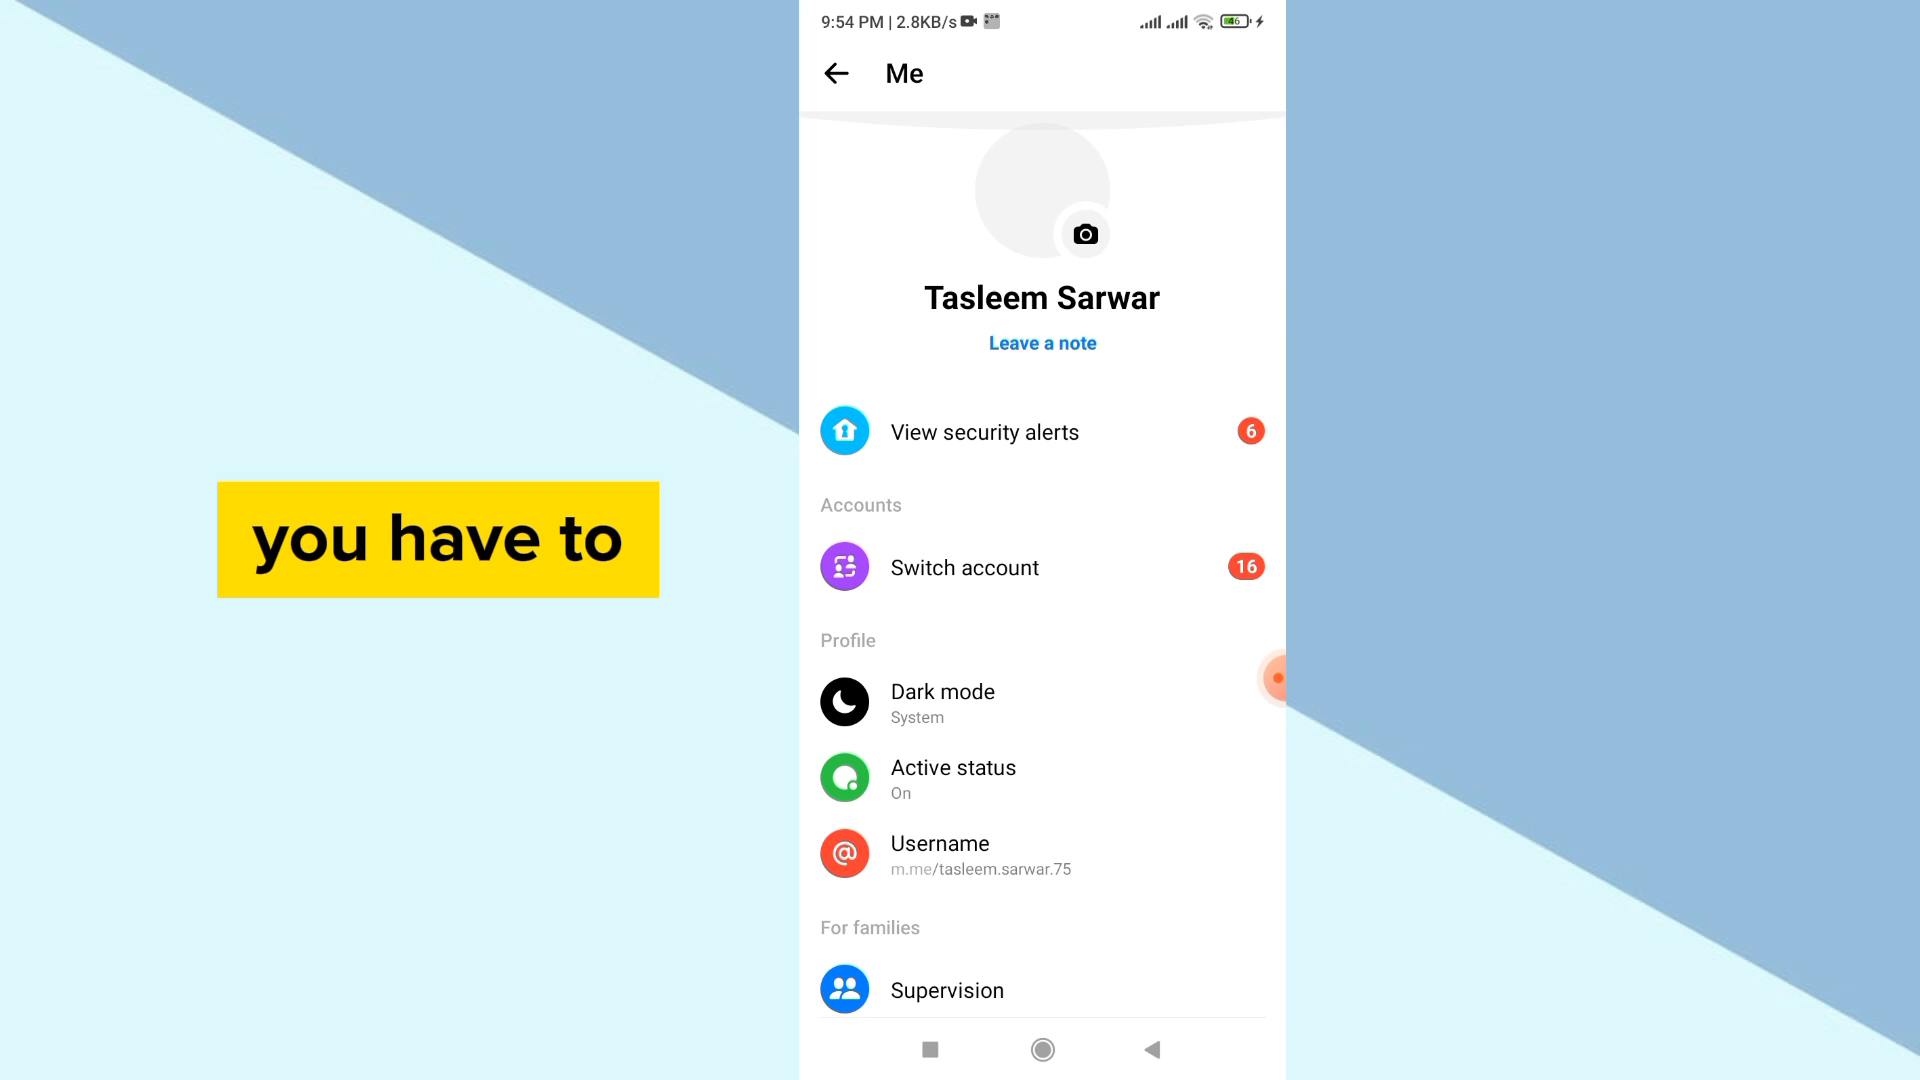 9:54 PM | 2.8KB/s
46
Me
Tasleem Sarwar
Leave a note
View security alerts
6
Accounts
Switch account
16
you have to
Profile
Dark mode
System
Active status
On
Username
m.me/tasleem.sarwar.75
For families
Supervision